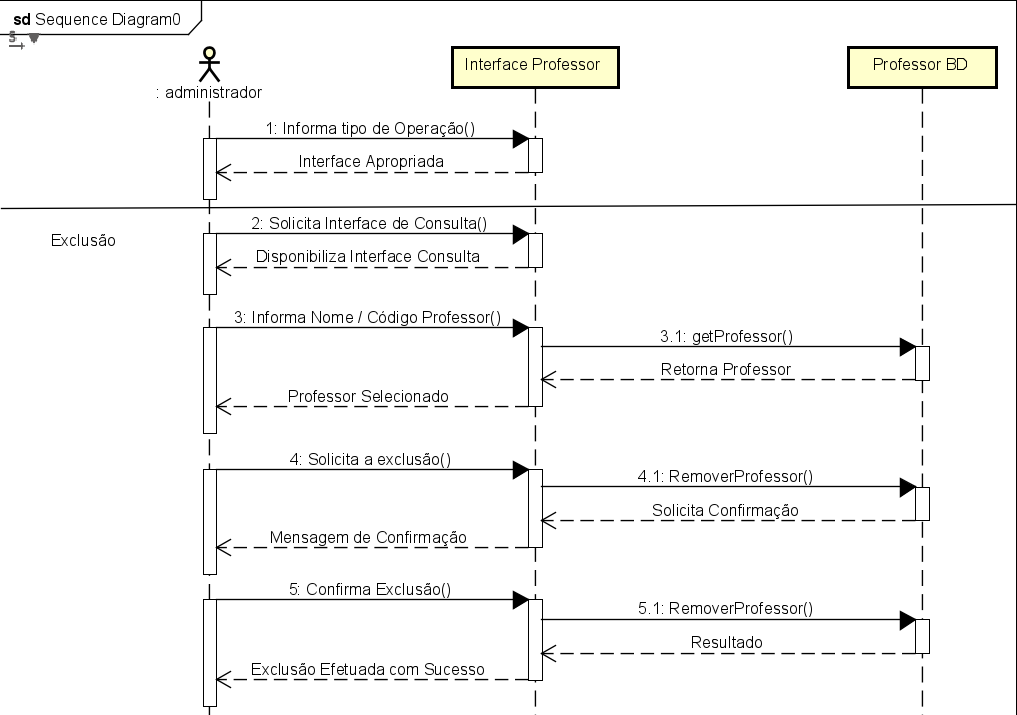 sd Sequence Diagram0
Interface Professor
Professor BD
: administrador
1: Informa tipo de Operação()
Interface Apropriada
2: Solicita Interface de Consulta()
Exclusão
Disponibiliza Interface Consulta
3: Informa Nome / Código Professor()
3.1: getProfessor()
Retorna Professor
Professor Selecionado
4: Solicita a exclusão()
4.1: RemoverProfessor()
Solicita Confirmação
Mensagem de Confirmação
5: Confirma Exclusão()
5.1: RemoverProfessor()
Resultado
Exclusão Efetuada com Sucesso